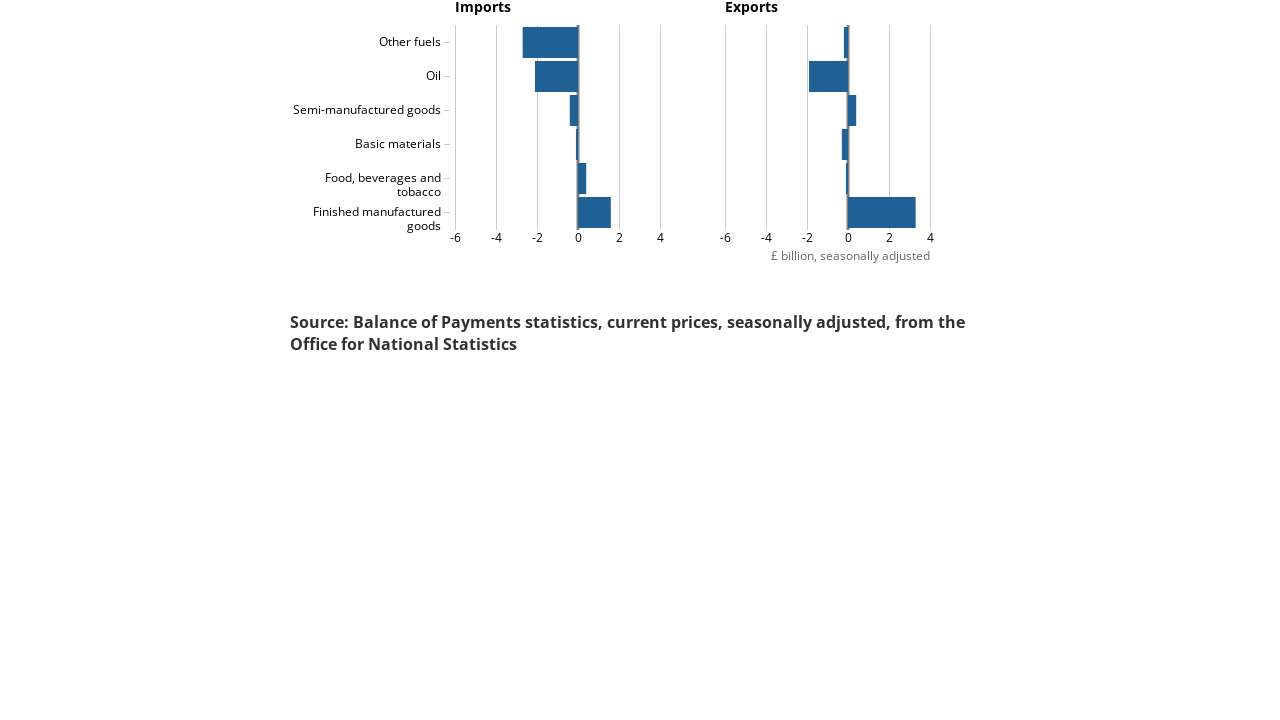 Imports
Exports
Other fuels
Oil
Semi-manufactured goods
Basic materials
Food, beverages and
tobacco
Finished manufactured
goods
-6 -4 -2 0 2 4
-6 -4 -2 0 2 4
£ billion, seasonally adjusted
Source: Balance of Payments statistics, current prices, seasonally adjusted, from the
Office for National Statistics